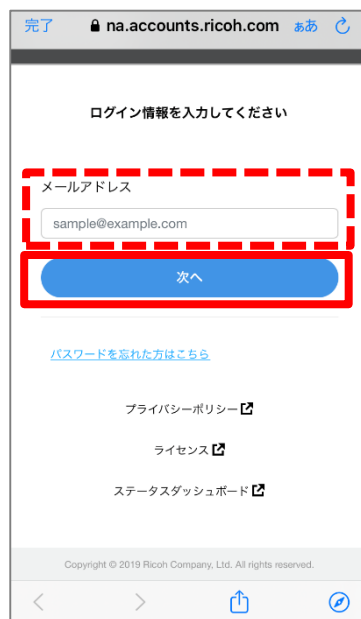 完了 na.accounts.ricoh.com ああ
ログイン情報を入力してください
メールアドレス
sample@example.com
次へ
パスワードを忘れた方はこちら
プライバシーポリシー
ライセンス
ステータスダッシュボード
Copyright © 2019 Ricoh Company, Ltd. All rights reserved.